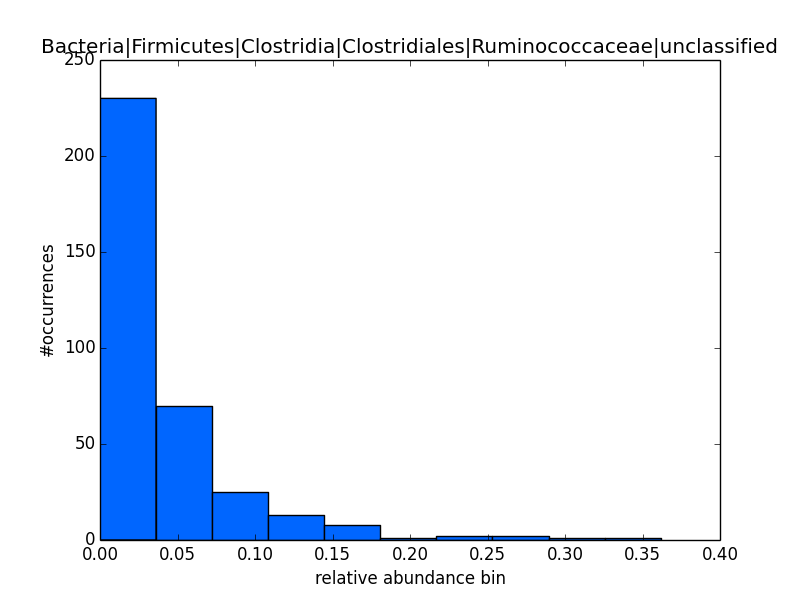 Bacteria|Firmicutes|Clostridia|Clostridiales|Ruminococcaceae|unclassified
250
200
150
100
50
0
#occurrences
0.00 0.05 0.10 0.15 0.20 0.25 0.30 0.35 0.40
relative abundance bin